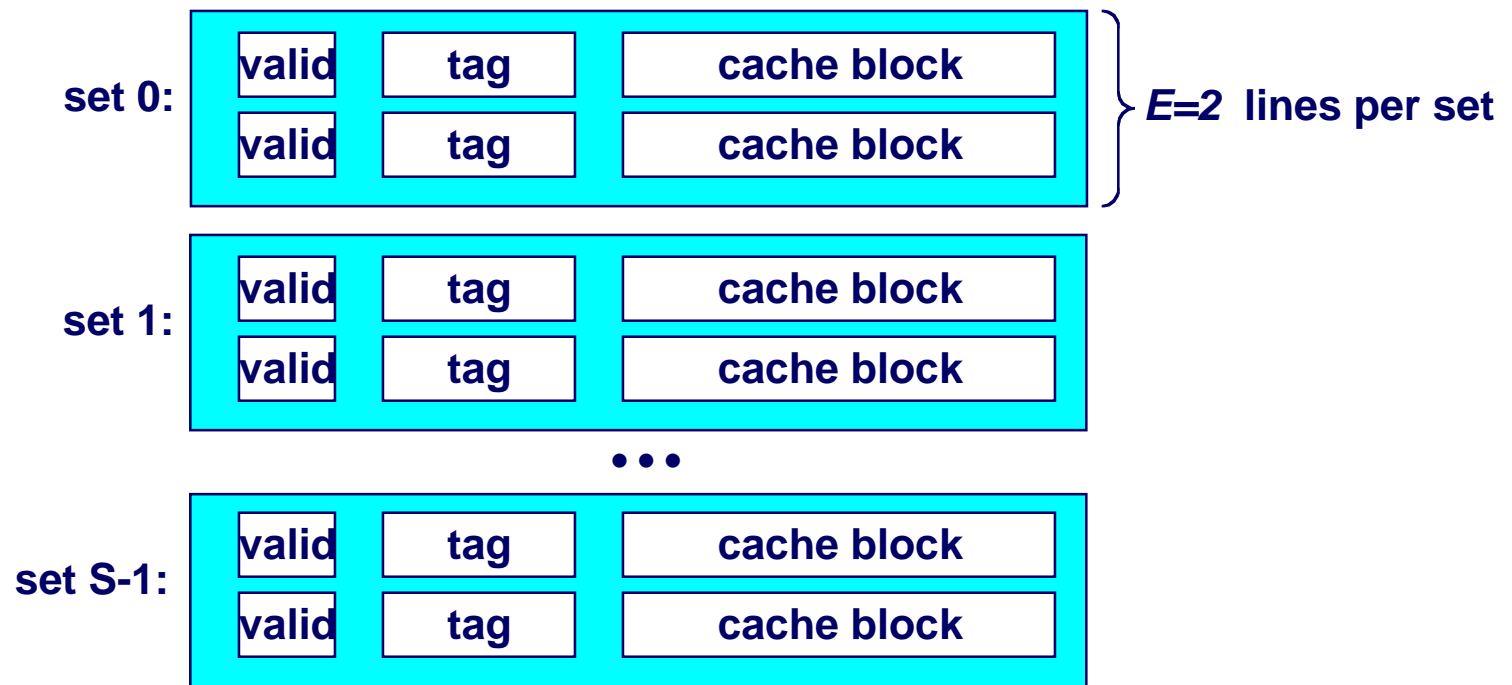 valid tag cache block
set 0: E=2 lines per set
valid tag cache block
valid tag cache block
set 1:
valid tag cache block
•••
valid tag cache block
set S-1:
valid tag cache block